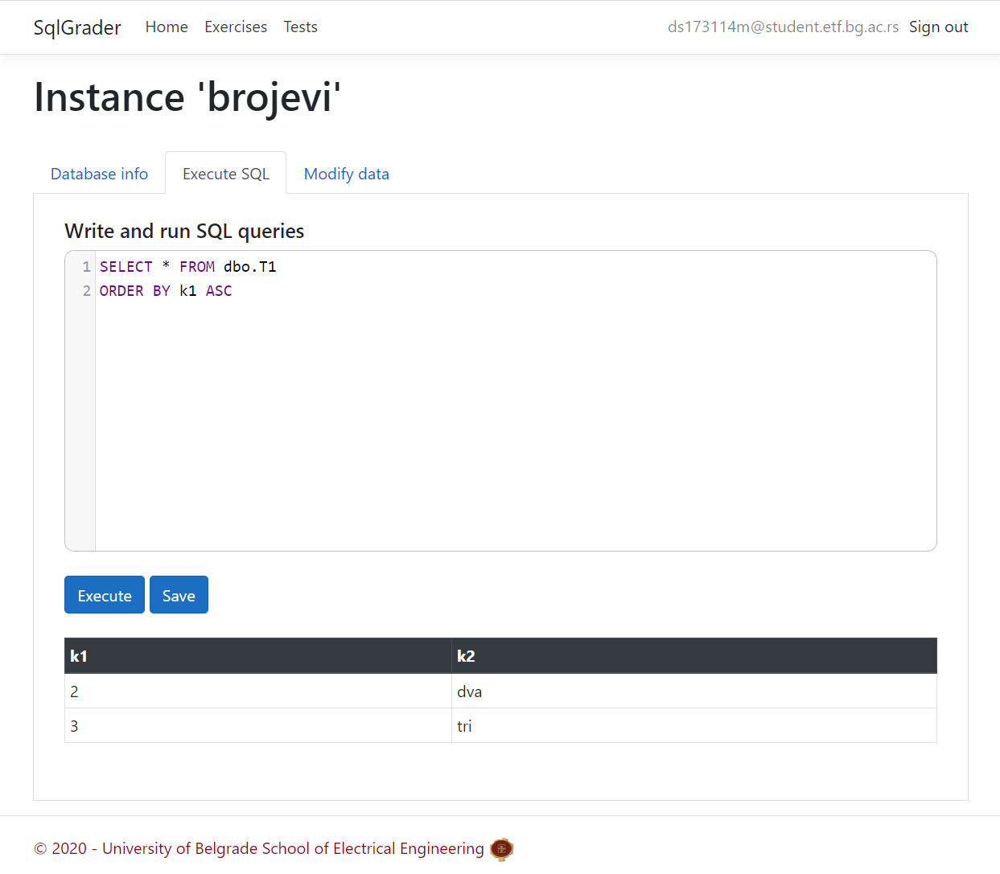 SqlGrader Home Exercises Tests ds173114m@student.etf.bg.ac.rs Sign out
Instance 'brojevi'
Database info Execute SQL Modify data
Write and run SQL queries
1 SELECT * FROM dbo.T1
2 ORDER BY k1 ASC
Execute Save
k1 k2
2 dva
3 tri
© 2020 - University of Belgrade School of Electrical Engineering